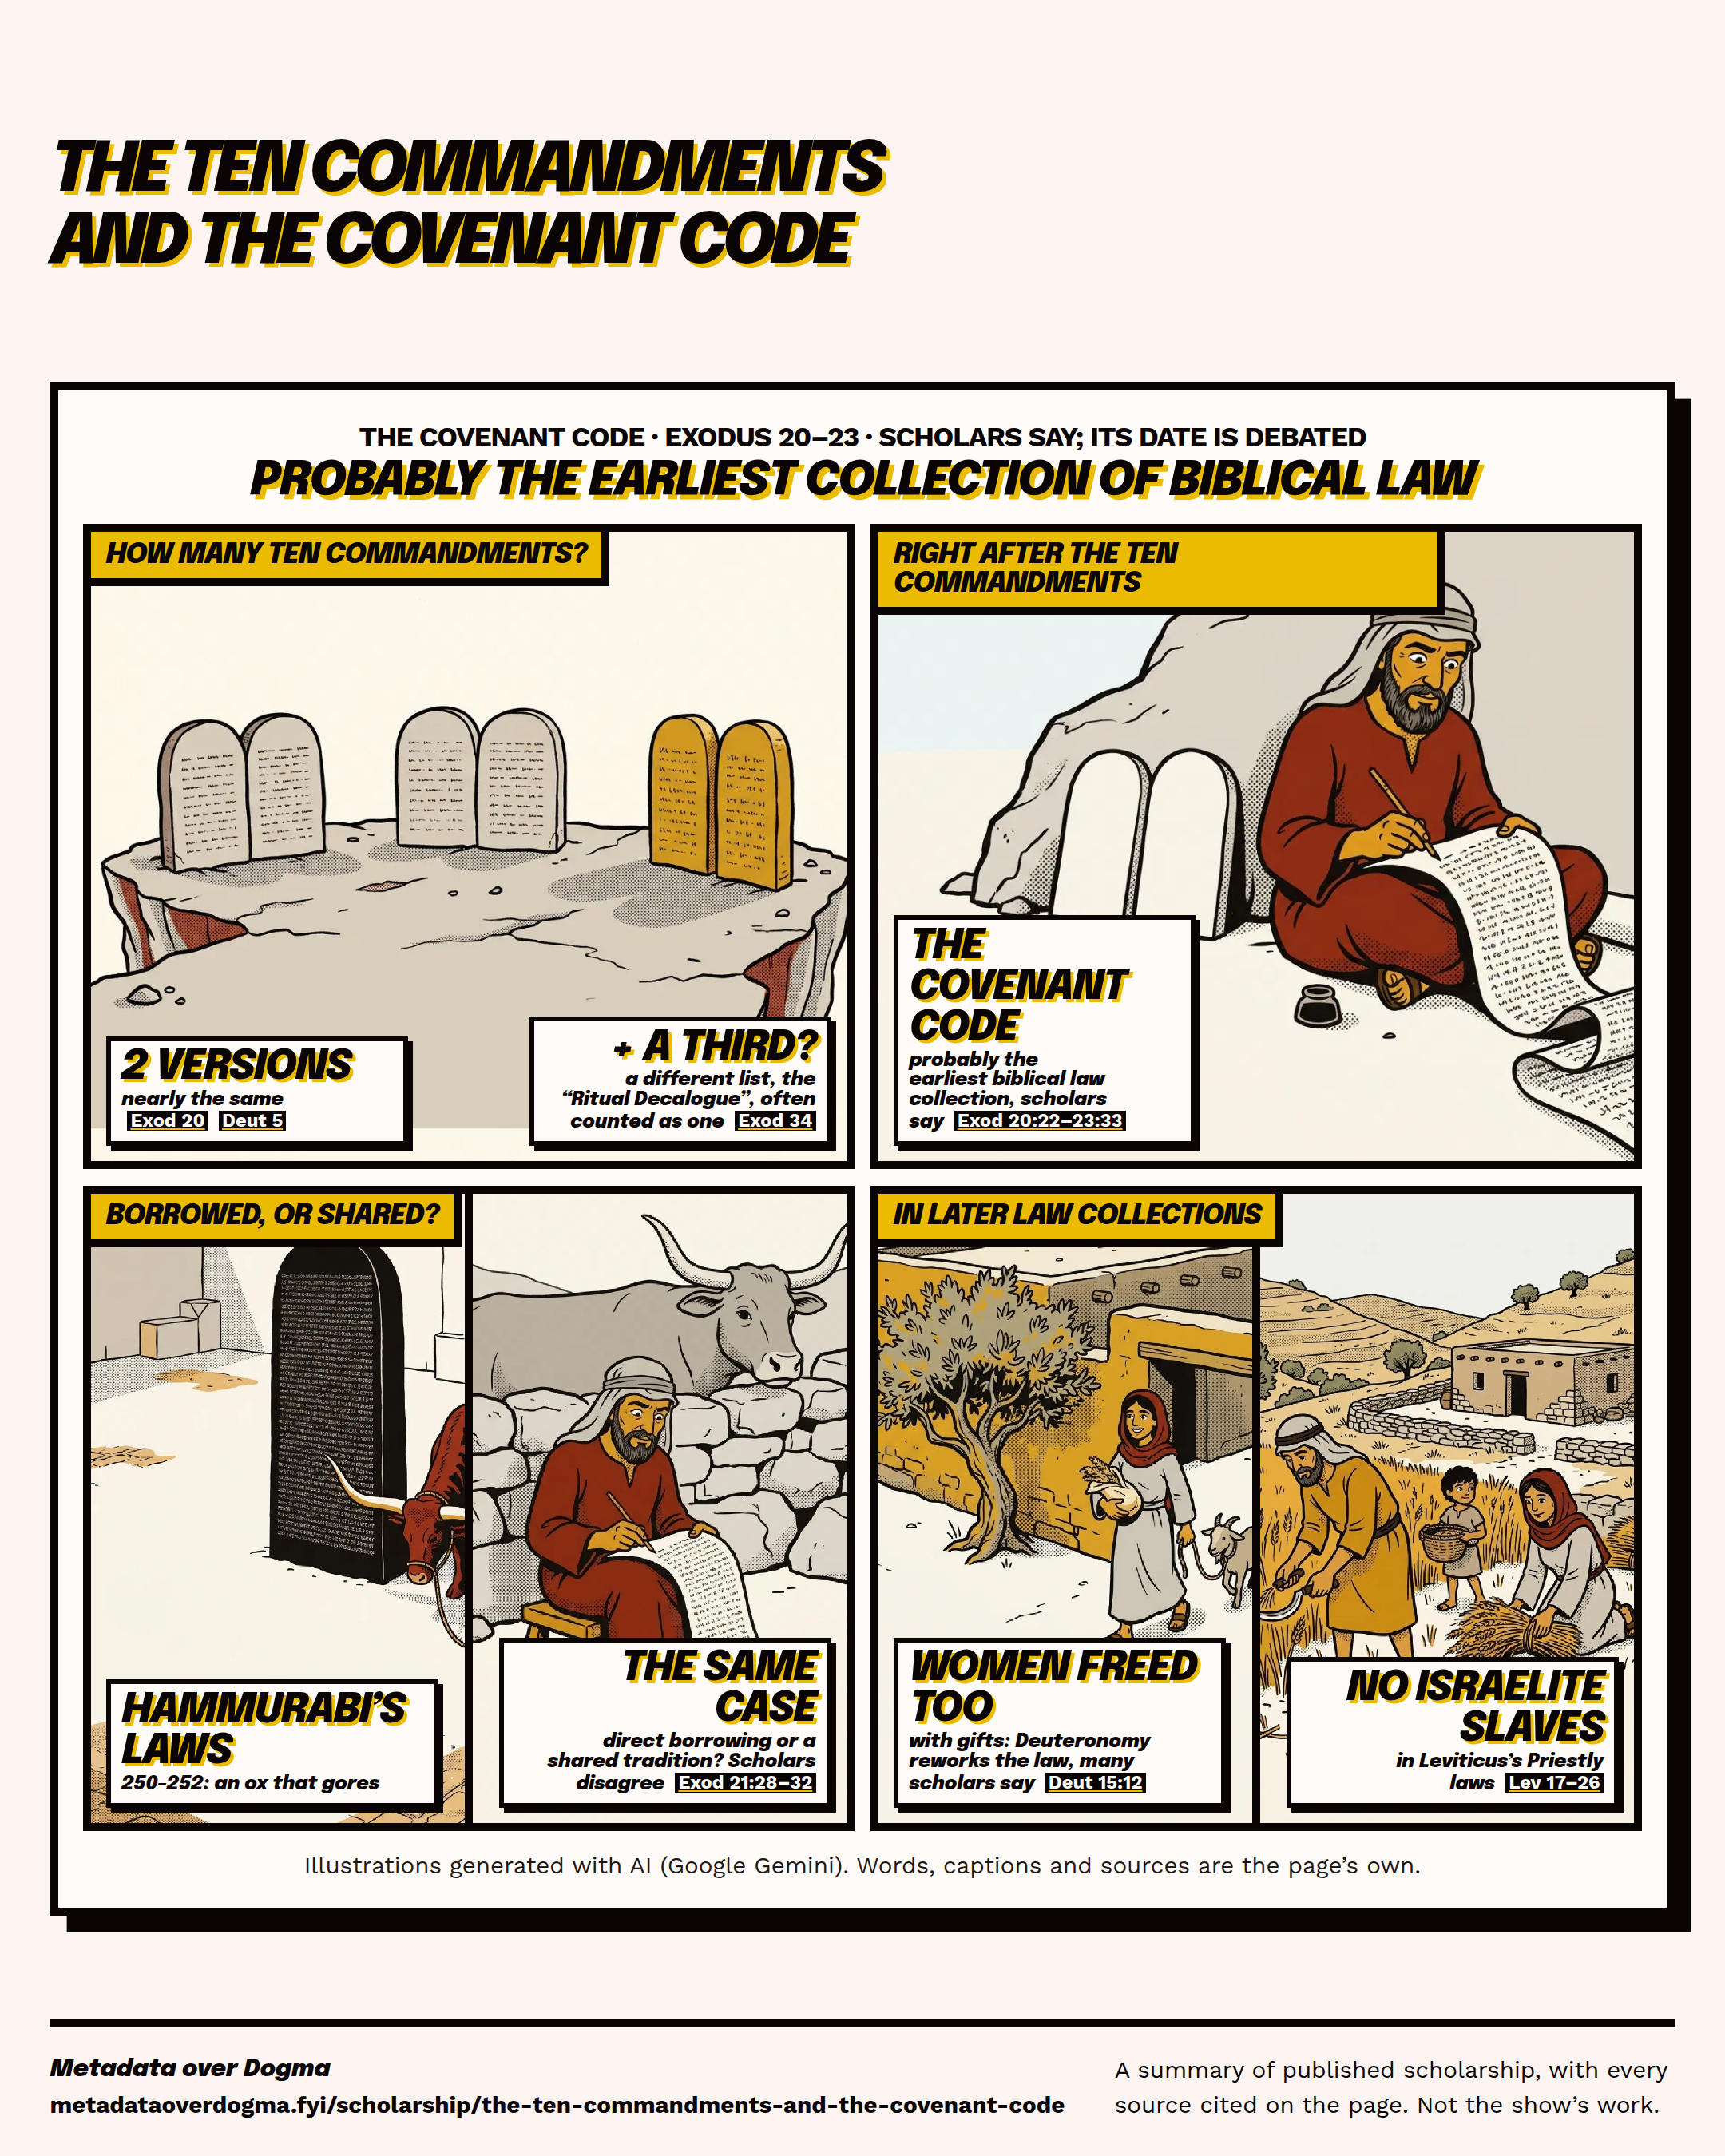 THE TEN COMMANDMENTS
AND THE COVENANT CODE
THE COVENANT CODE · EXODUS 20–23 · SCHOLARS SAY; ITS DATE IS DEBATED
PROBABLY THE EARLIEST COLLECTION OF BIBLICAL LAW
HOW MANY TEN COMMANDMENTS?
2 VERSIONS
nearly the same
Exod 20 Deut 5
+ A THIRD?
a different list, the
“Ritual Decalogue”, often
counted as one Exod 34
RIGHT AFTER THE TEN
COMMANDMENTS
THE
COVENANT
CODE
probably the
earliest biblical law
collection, scholars
say Exod 20:22–23:33
BORROWED, OR SHARED?
HAMMURABI’S
LAWS
250–252: an ox that gores
THE SAME
CASE
direct borrowing or a
shared tradition? Scholars
disagree Exod 21:28–32
IN LATER LAW COLLECTIONS
WOMEN FREED
TOO
with gifts: Deuteronomy
reworks the law, many
scholars say Deut 15:12
NO ISRAELITE
SLAVES
in Leviticus’s Priestly
laws Lev 17–26
Illustrations generated with AI (Google Gemini). Words, captions and sources are the page’s own.
Metadata over Dogma
metadataoverdogma.fyi/scholarship/the-ten-commandments-and-the-covenant-code
A summary of published scholarship, with every
source cited on the page. Not the show’s work.